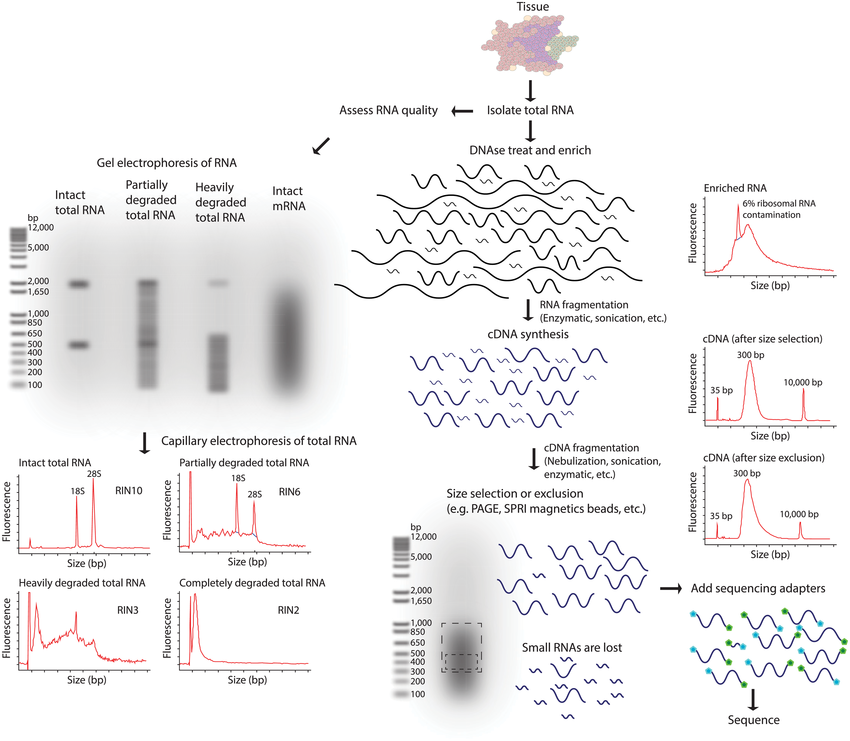 Tissue
Assess RNA quality
Isolate total RNA
DNAse treat and enrich
Gel electrophoresis of RNA
Intact
total RNA
Partially
degraded
total RNA
Heavily
degraded
total RNA
Intact
mRNA
bp
12,000
5,000
2,000
1,650
1,000
850
650
500
400
300
200
100
Enriched RNA
6% ribosomal RNA
contamination
Fluorescence
Size (bp)
RNA fragmentation
(Enzymatic, sonication, etc.)
cDNA synthesis
cDNA (after size selection)
300 bp
35 bp
10,000 bp
Fluorescence
Size (bp)
Capillary electrophoresis of total RNA
Intact total RNA
RIN10
18S
28S
Fluorescence
Size (bp)
Partially degraded total RNA
RIN6
18S
28S
Fluorescence
Size (bp)
Heavily degraded total RNA
RIN3
Fluorescence
Size (bp)
Completely degraded total RNA
RIN2
Fluorescence
Size (bp)
cDNA fragmentation
(Nebulization, sonication,
enzymatic, etc.)
Size selection or exclusion
(e.g. PAGE, SPRI magnetics beads, etc.)
cDNA (after size exclusion)
300 bp
35 bp
10,000 bp
Fluorescence
Size (bp)
bp
12,000
5,000
2,000
1,650
1,000
850
650
500
400
300
200
100
Small RNAs are lost
Add sequencing adapters
Sequence